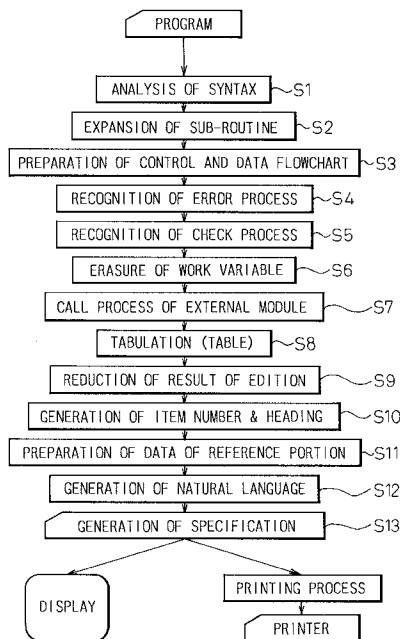 PROGRAM
ANALYSIS OF SYNTAX S1
EXPANSION OF SUB-ROUTINE S2
PREPARATION OF CONTROL AND DATA FLOWCHART S3
RECOGNITION OF ERROR PROCESS S4
RECOGNITION OF CHECK PROCESS S5
ERASURE OF WORK VARIABLE S6
CALL PROCESS OF EXTERNAL MODULE S7
TABULATION (TABLE) S8
REDUCTION OF RESULT OF EDITION S9
GENERATION OF ITEM NUMBER & HEADING S10
PREPARATION OF DATA OF REFERENCE PORTION S11
GENERATION OF NATURAL LANGUAGE S12
GENERATION OF SPECIFICATION S13
DISPLAY
PRINTING PROCESS
PRINTER